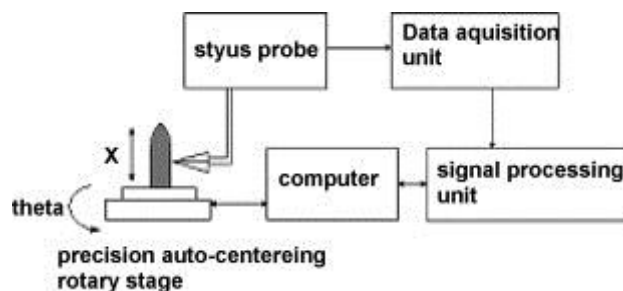 styus probe
Data aquisition
unit
X
computer
signal processing
unit
theta
precision auto-centereing
rotary stage